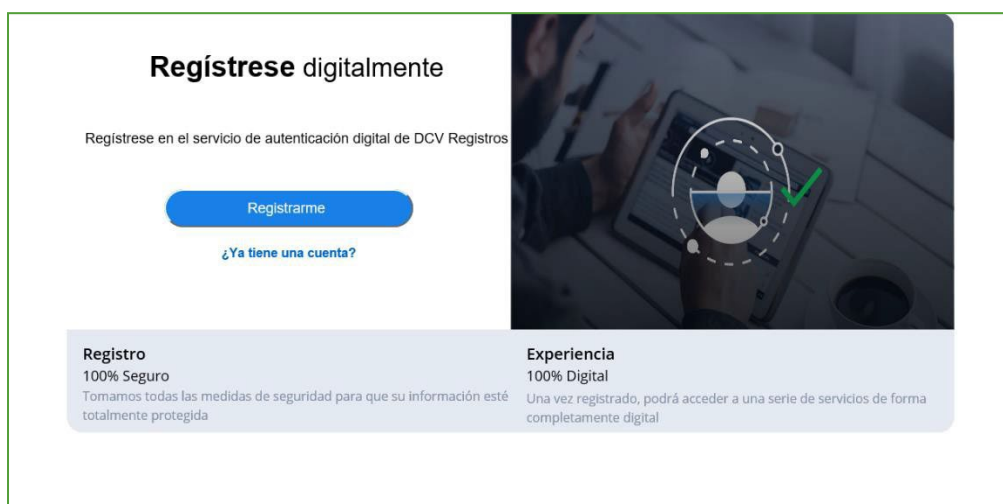 Regístrese digitalmente
Regístrese en el servicio de autenticación digital de DCV Registros
Registrarme
¿Ya tiene una cuenta?
Registro
100% Seguro
Tomamos todas las medidas de seguridad para que su información esté
totalmente protegida
Experiencia
100% Digital
Una vez registrado, podrá acceder a una serie de servicios de forma
completamente digital